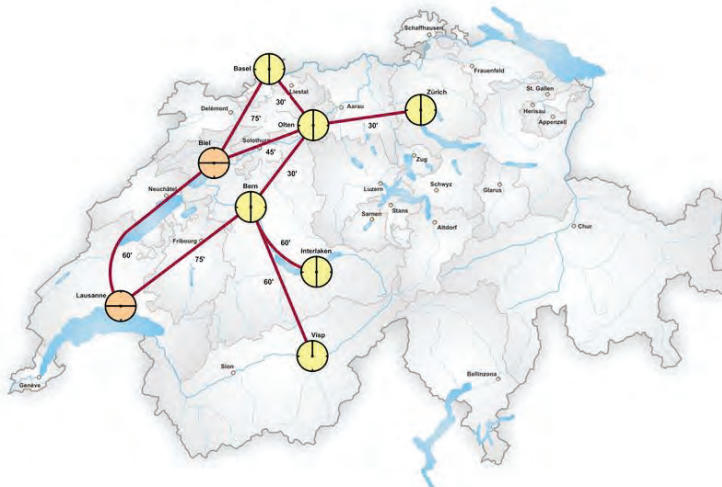 Schaffhausen
Basel
Liestal
Frauenfeld
St. Gallen
Delémont
30'
Zürich
Herisau
Aarau
Appenzell
75'
Olten
30'
Solothurn
Biel
45'
Zug
30'
Luzern
Schwyz
Glarus
Neuchâtel
Bern
Stans
Sarnen
Altdorf
Chur
Fribourg
60'
60'
75'
Interlaken
60'
Lausanne
Visp
Sion
Genève
Bellinzona